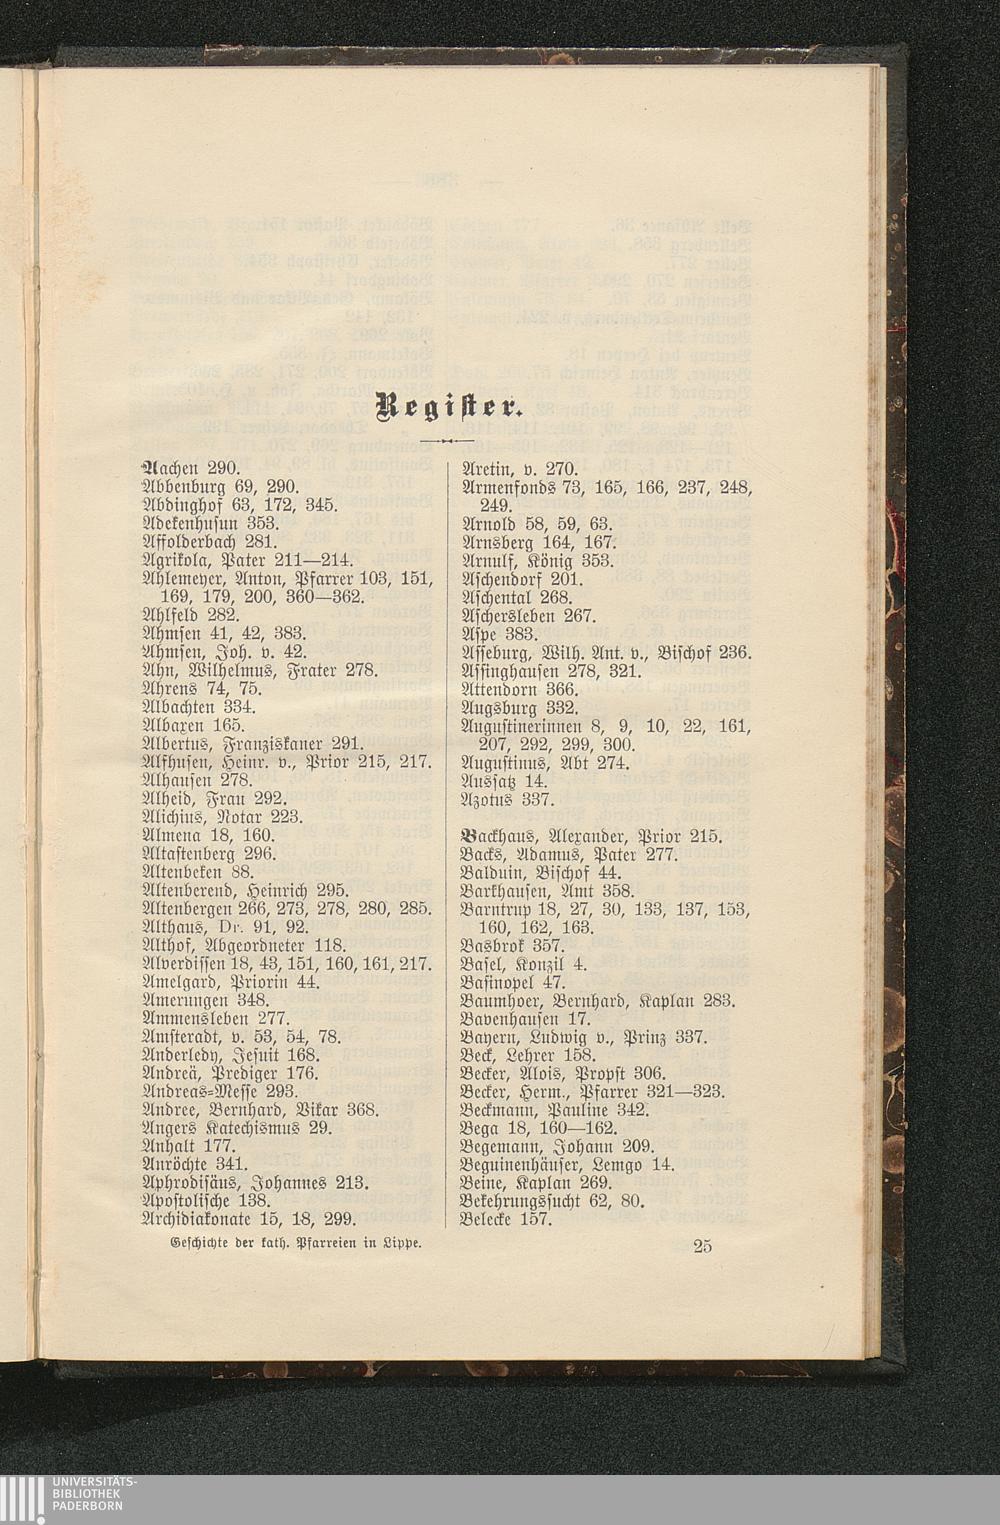 Register.
Aachen 290.
Abbenburg 69, 290.
Abdinghof 63, 172, 345.
Adekenhusun 353.
Affolderbach 281.
Agrikola, Pater 211—214.
Ahlemeyer, Anton, Pfarrer 103, 151,
169, 179, 200, 360—362.
Ahlfeld 282.
Ahmsen 41, 42, 383.
Ahmsen, Joh. v. 42.
Ahn, Wilhelmus, Frater 278.
Ahrens 74, 75.
Albachten 334.
Albaxen 165.
Albertus, Franziskaner 291.
Alfhusen, Heinr. v., Prior 215, 217.
Alhausen 278.
Alheid, Frau 292.
Alichius, Notar 223.
Almena 18, 160.
Altastenberg 296.
Altenbeken 88.
Altenberend, Heinrich 295.
Altenbergen 266, 273, 278, 280, 285.
Althaus, Dr. 91, 92.
Althof, Abgeordneter 118.
Alverdissen 18, 43, 151, 160, 161, 217.
Amelgard, Priorin 44.
Amerungen 348.
Ammensleben 277.
Amsteradt, v. 53, 54, 78.
Anderledy, Jesuit 168.
Andreä, Prediger 176.
Andreas-Messe 293.
Andree, Bernhard, Vikar 368.
Angers Katechismus 29.
Anhalt 177.
Anröchte 341.
Aphrodisäus, Johannes 213.
Apostolische 138.
Archidiakonate 15, 18, 299.
Aretin, v. 270.
Armenfonds 73, 165, 166, 237, 248,
249.
Arnold 58, 59, 63.
Arnsberg 164, 167.
Arnulf, König 353.
Aschendorf 201.
Aschental 268.
Aschersleben 267.
Aspe 383.
Asseburg, Wilh. Ant. v., Bischof 236.
Assinghausen 278, 321.
Attendorn 366.
Augsburg 332.
Augustinerinnen 8, 9, 10, 22, 161,
207, 292, 299, 300.
Augustinus, Abt 274.
Aussatz 14.
Azotus 337.
Backhaus, Alexander, Prior 215.
Backs, Adamus, Pater 277.
Balduin, Bischof 44.
Barkhausen, Amt 358.
Barntrup 18, 27, 30, 133, 137, 153,
160, 162, 163.
Basbrok 357.
Basel, Konzil 4.
Basinopel 47.
Baumhoer, Bernhard, Kaplan 283.
Bavenhausen 17.
Bayern, Ludwig v., Prinz 337.
Beck, Lehrer 158.
Becker, Alois, Propst 306.
Becker, Herm., Pfarrer 321—323.
Beckmann, Pauline 342.
Bega 18, 160—162.
Begemann, Johann 209.
Beguinenhäuser, Lemgo 14.
Beine, Kaplan 269.
Bekehrungssucht 62, 80.
Belecke 157.
Geschichte der kath. Pfarreien in Lippe.
25
UNIVERSITÄTS-
BIBLIOTHEK
PADERBORN